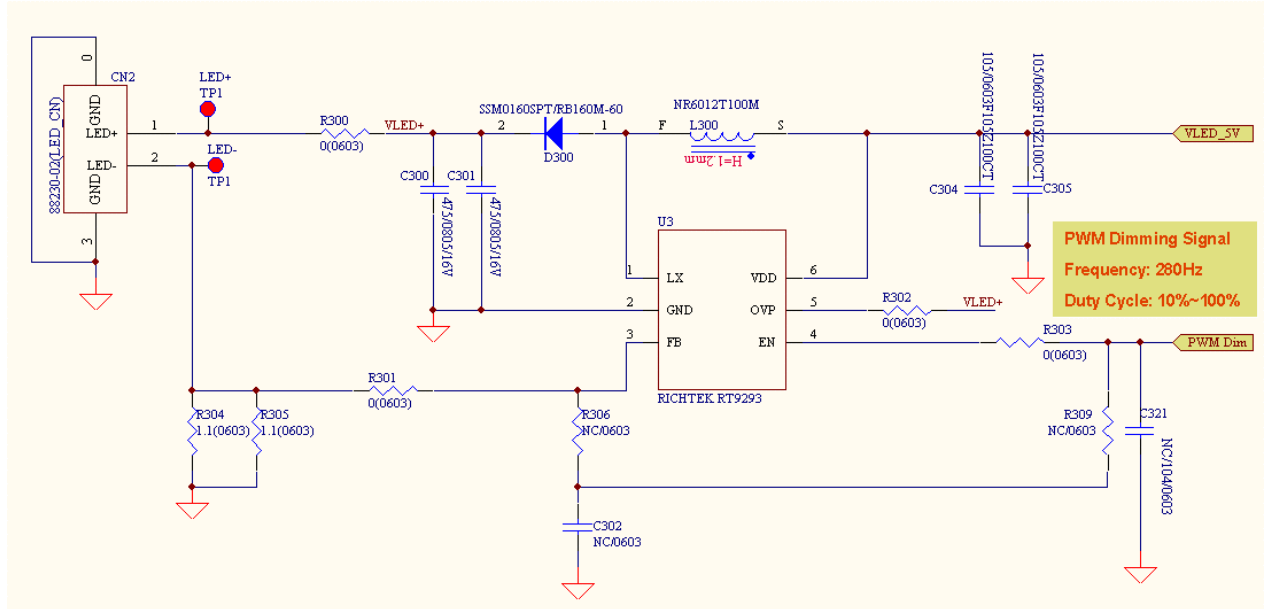 0
CN2
88230-02(LED_CN)
GND
LED+
LED-
GND
1
2
3
LED+
TP1
LED-
TP1
R300
0(0603)
VLED+
SSM0160SPT/RB160M-60
2
1
D300
C300
475/0805/16V
C301
475/0805/16V
NR6012T100M
F
L300
S
H=1.2mm
105/0603F105Z100CT
105/0603F105Z100CT
C304
C305
VLED_5V
U3
1
LX
VDD
6
2
GND
OVP
5
3
FB
EN
4
RICHTEK RT9293
R302
0(0603)
VLED+
PWM Dimming Signal
Frequency: 280Hz
Duty Cycle: 10%~100%
R303
0(0603)
PWM Dim
R301
0(0603)
R304
1.1(0603)
R305
1.1(0603)
R306
NC/0603
R309
NC/0603
C321
NC/104/0603
C302
NC/0603